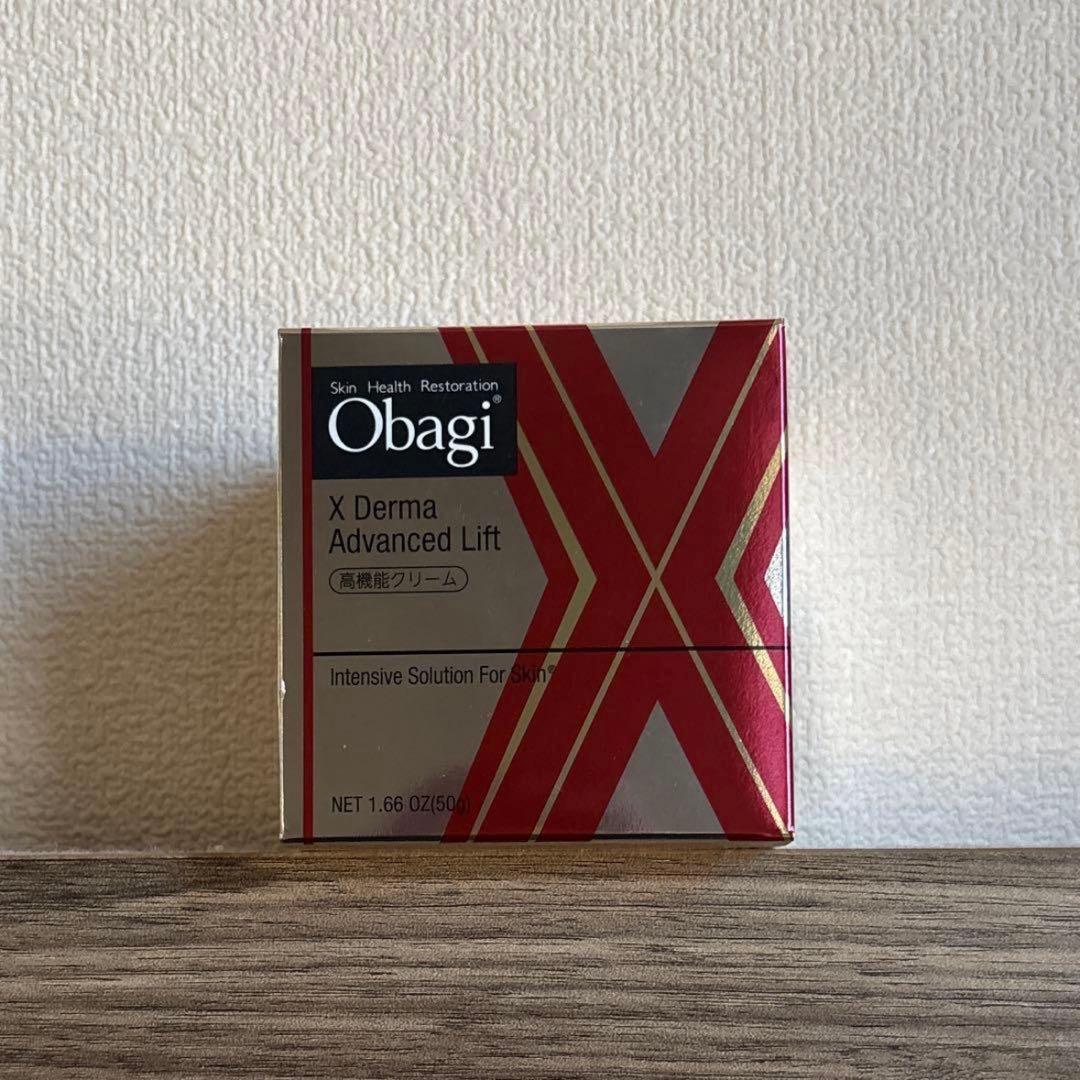 Skin Health Restoration
Obagi®
X Derma
Advanced Lift
高機能クリーム
Intensive Solution For Skin®
NET 1.66 OZ(50g)